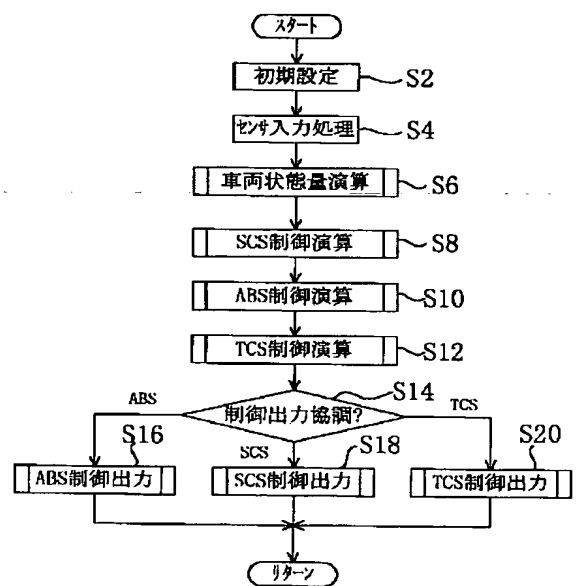 スタート
初期設定
S2
センサ入力処理
S4
車両状態量演算
S6
SCS制御演算
S8
ABS制御演算
S10
TCS制御演算
S12
制御出力協調?
S14
ABS
SCS
TCS
ABS制御出力
S16
SCS制御出力
S18
TCS制御出力
S20
リターン